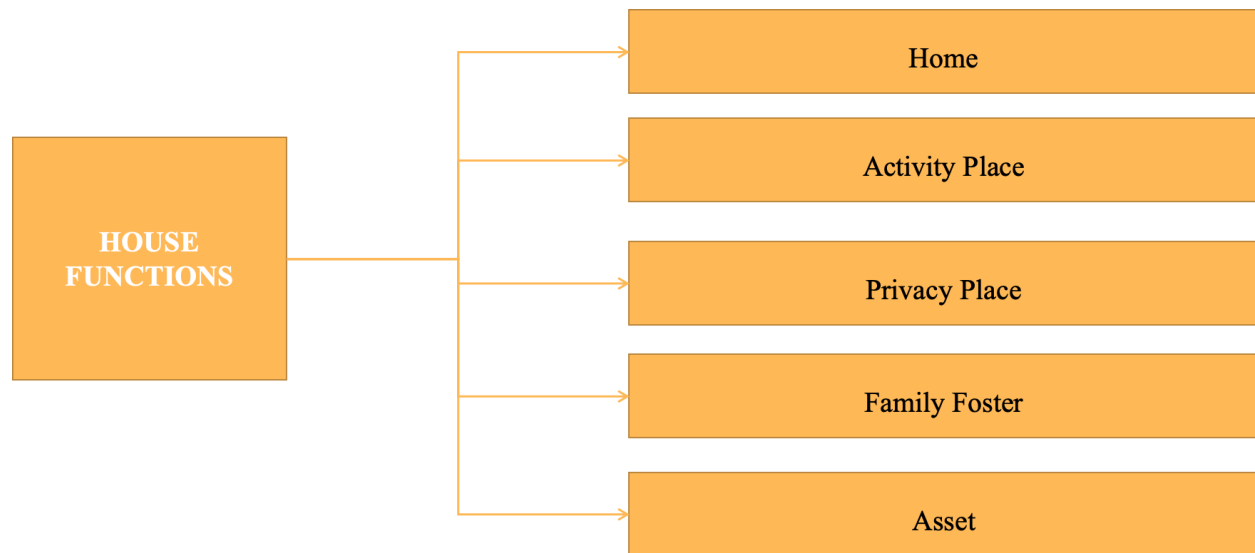 HOUSE
FUNCTIONS
Home
Activity Place
Privacy Place
Family Foster
Asset